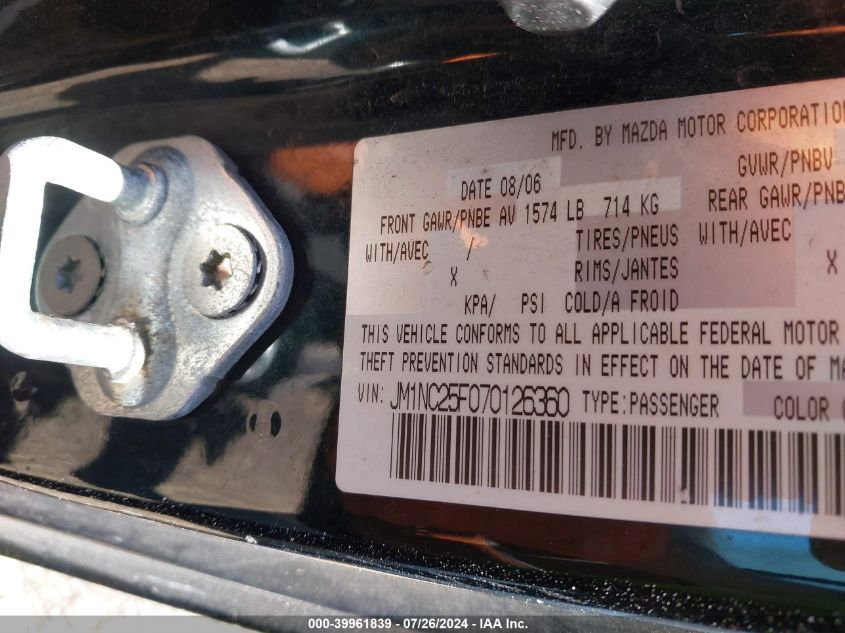 MFD. BY MAZDA MOTOR CORPORATION
GVWR/PNBV
DATE 08/06
FRONT GAWR/PNBE AV 1574 LB 714 KG REAR GAWR/PNB
WITH/AVEC / TIRES/PNEUS WITH/AVEC
X RIMS/JANTES X
KPA/ PSI COLD/A FROID
THIS VEHICLE CONFORMS TO ALL APPLICABLE FEDERAL MOTOR
THEFT PREVENTION STANDARDS IN EFFECT ON THE DATE OF MA
VIN: JM1NC25F070126360 TYPE:PASSENGER COLOR
000-39961839 - 07/26/2024 - © IAA Inc.